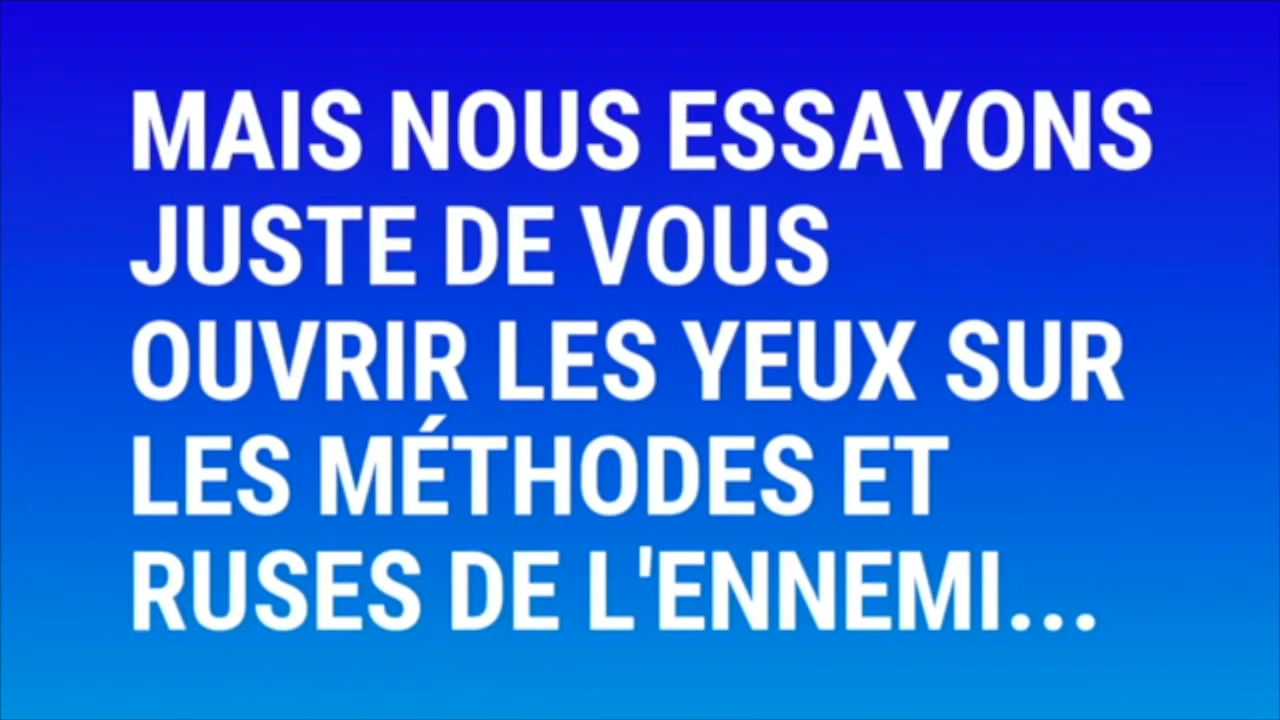 MAIS NOUS ESSAYONS
JUSTE DE VOUS
OUVRIR LES YEUX SUR
LES MÉTHODES ET
RUSES DE L'ENNEMI...